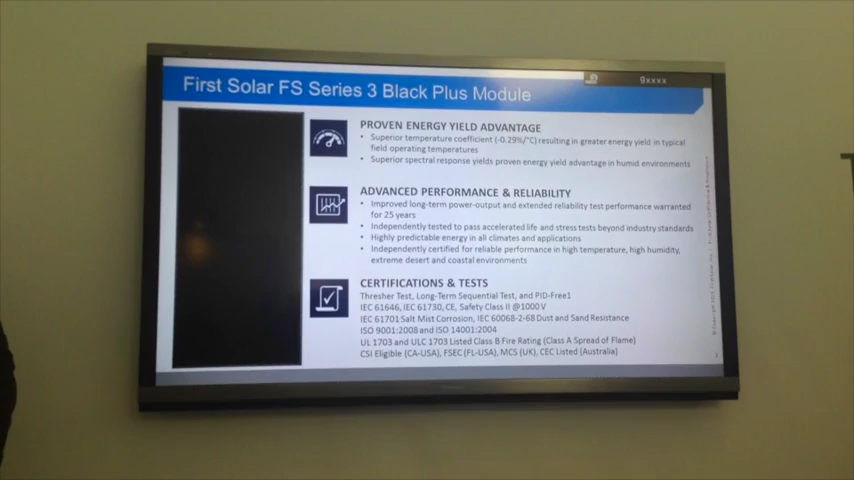 First Solar FS Series 3 Black Plus Module
9xxxx
PROVEN ENERGY YIELD ADVANTAGE
• Superior temperature coefficient (-0.29%/°C) resulting in greater energy yield in typical
field operating temperatures
• Superior spectral response yields proven energy yield advantage in humid environments
ADVANCED PERFORMANCE & RELIABILITY
• Improved long-term power-output and extended reliability test performance warranted
for 25 years
• Independently tested to pass accelerated life and stress tests beyond industry standards
• Highly predictable energy in all climates and applications
• Independently certified for reliable performance in high temperature, high humidity,
extreme desert and coastal environments
CERTIFICATIONS & TESTS
Thresher Test, Long-Term Sequential Test, and PID-Free1
IEC 61646, IEC 61730, CE, Safety Class II @1000 V
IEC 61701 Salt Mist Corrosion, IEC 60068-2-68 Dust and Sand Resistance
ISO 9001:2008 and ISO 14001:2004
UL 1703 and ULC 1703 Listed Class B Fire Rating (Class A Spread of Flame)
CSI Eligible (CA-USA), FSEC (FL-USA), MCS (UK), CEC Listed (Australia)